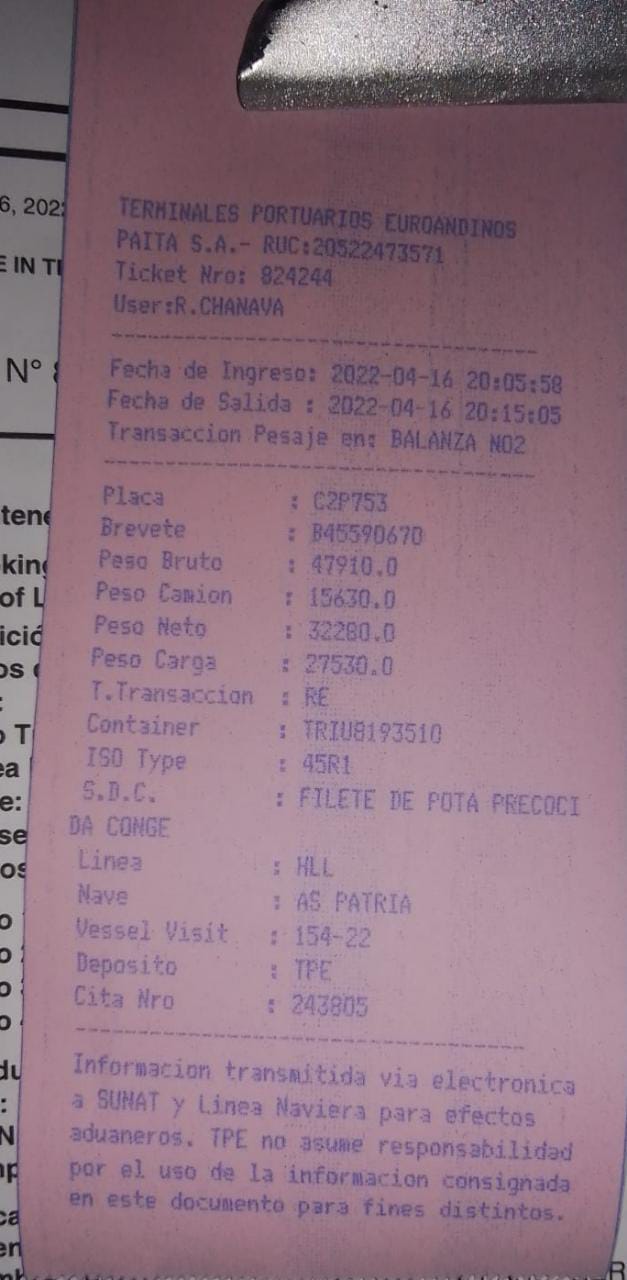 TERMINALES PORTUARIOS EUROANDINOS
PAITA S.A.- RUC:20522473571
Ticket Nro: 824244
User:R.CHANAVA
Fecha de Ingreso: 2022-04-16 20:05:58
Fecha de Salida : 2022-04-16 20:15:05
Transaccion Pesaje en: BALANZA NO2
Placa : C2P753
Brevete : B45590670
Peso Bruto : 47910.0
Peso Camion : 15630.0
Peso Neto : 32280.0
Peso Carga : 27530.0
T.Transaccion : RE
Container : TRIU8193510
ISO Type : 45R1
S.D.C. : FILETE DE POTA PRECOCI
DA CONGE
Linea : HLL
Nave : AS PATRIA
Vessel Visit : 154-22
Deposito : TPE
Cita Nro : 243805
Informacion transmitida via electronica
a SUNAT y Linea Naviera para efectos
aduaneros. TPE no asume responsabilidad
por el uso de la informacion consignada
en este documento para fines distintos.
6, 202
E IN
N°
of L